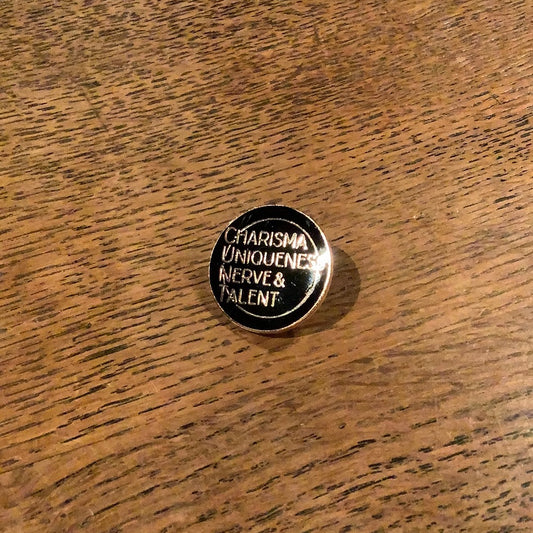 CHARISMA
UNIQUENESS
NERVE &
TALENT